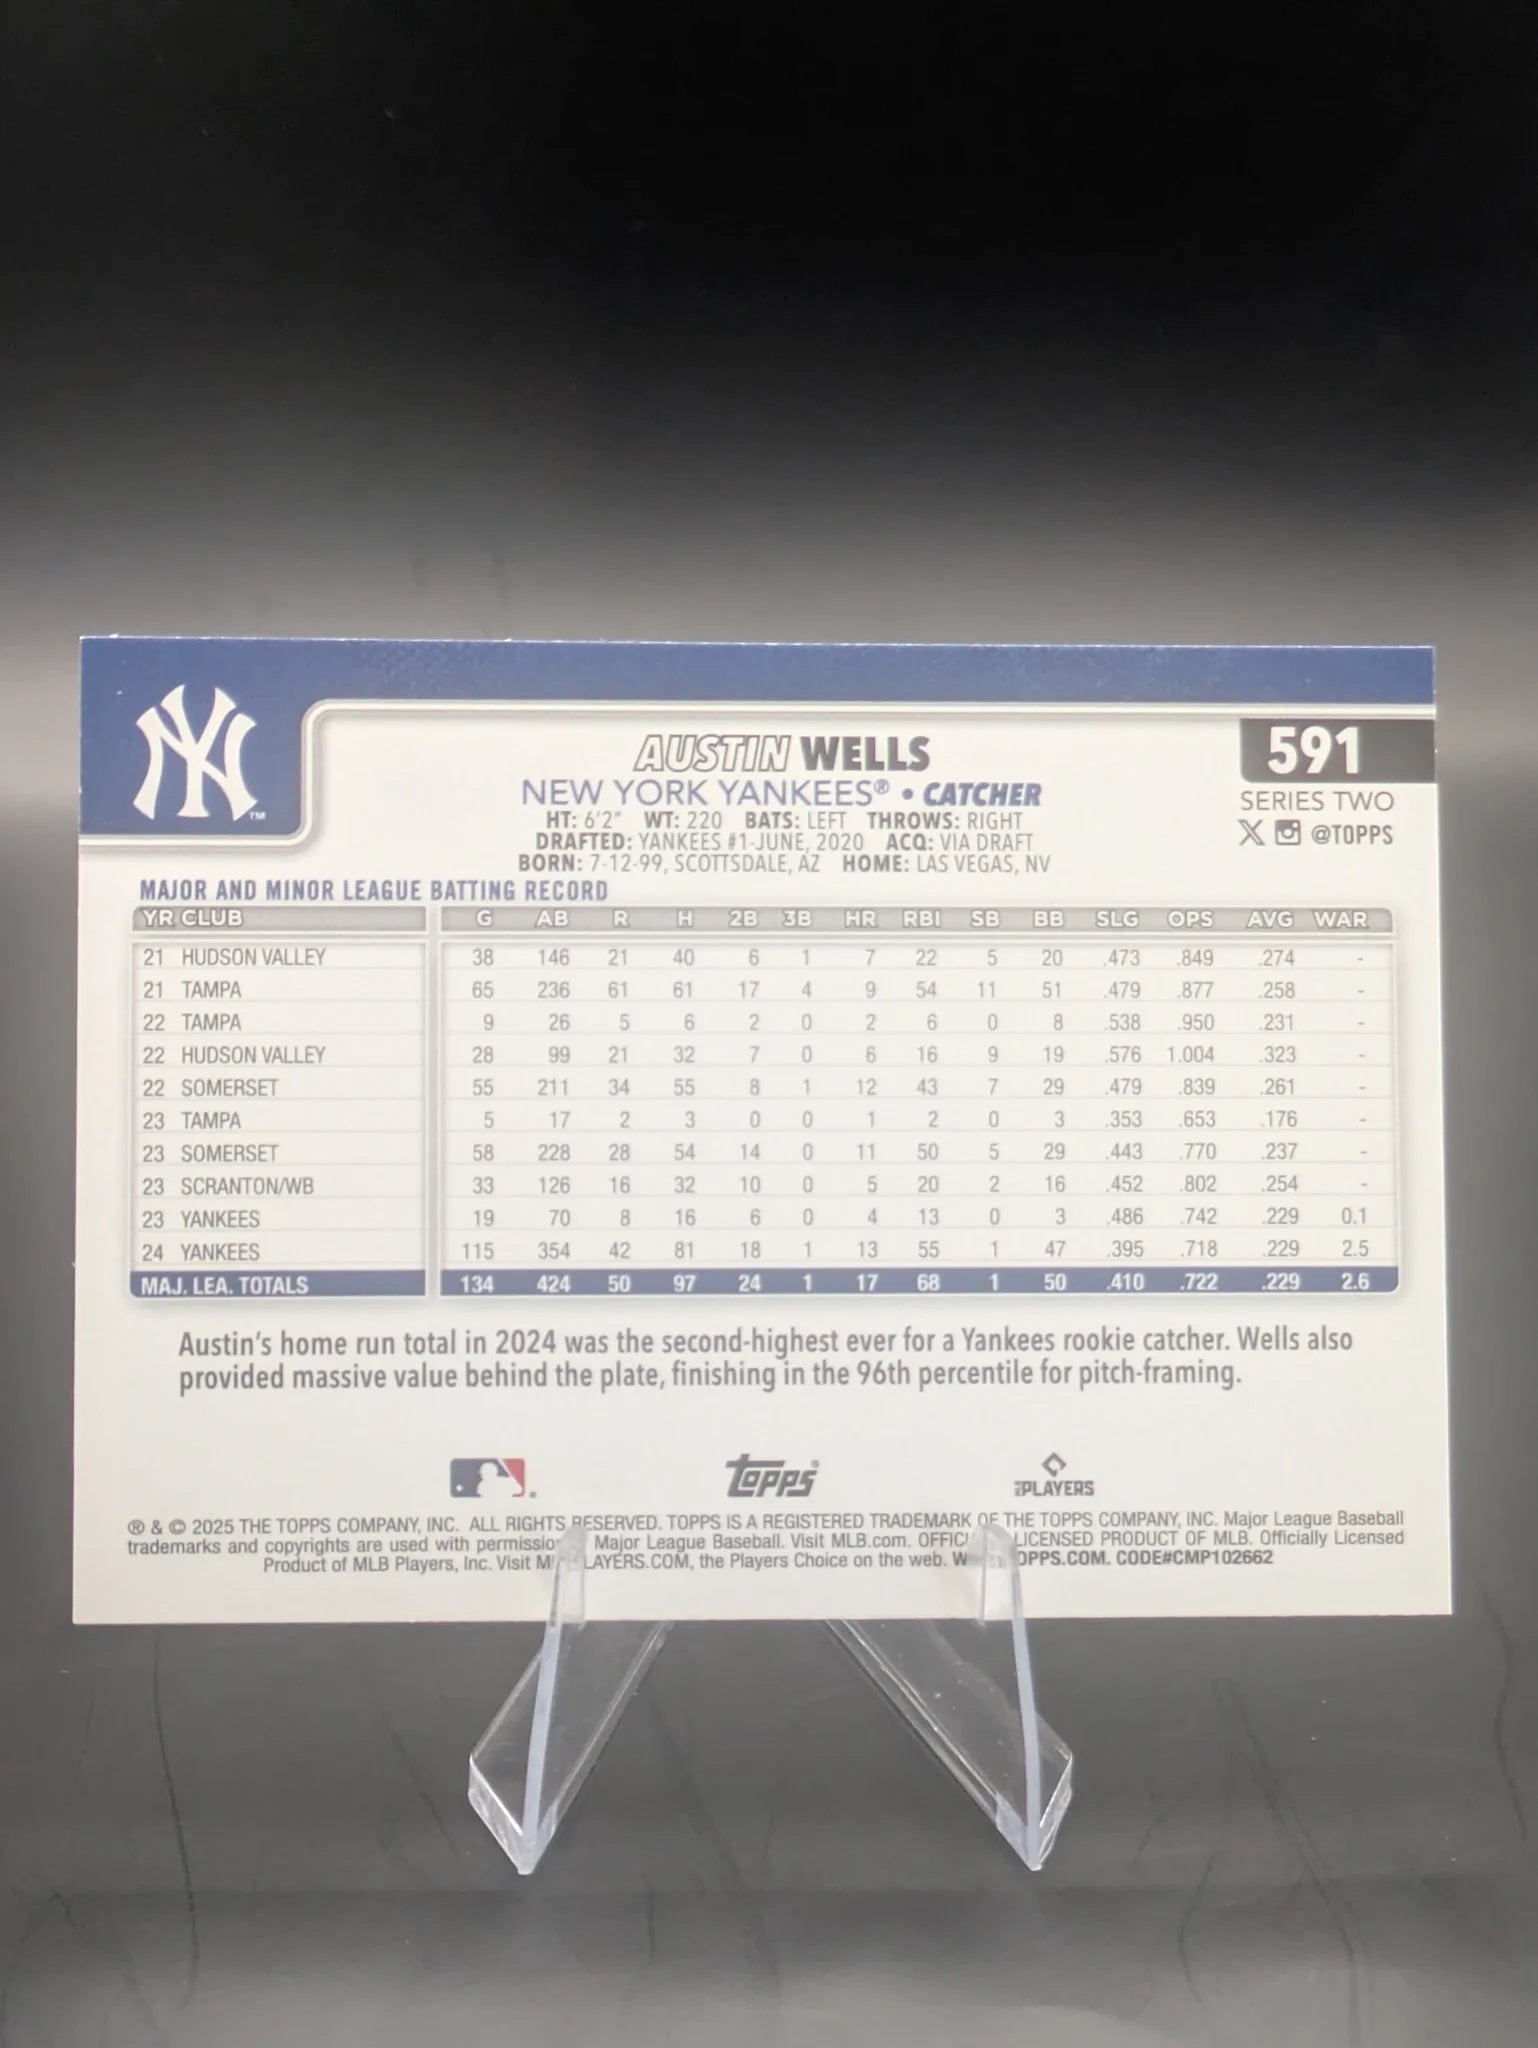 NY™
591
AUSTIN WELLS
NEW YORK YANKEES® • CATCHER
SERIES TWO
HT: 6'2" WT: 220 BATS: LEFT THROWS: RIGHT
X @TOPPS
DRAFTED: YANKEES #1-JUNE, 2020 ACQ: VIA DRAFT
BORN: 7-12-99, SCOTTSDALE, AZ HOME: LAS VEGAS, NV
MAJOR AND MINOR LEAGUE BATTING RECORD
YR CLUB G AB R H 2B 3B HR RBI SB BB SLG OPS AVG WAR
21 HUDSON VALLEY 38 146 21 40 6 1 7 22 5 20 .473 .849 .274 -
21 TAMPA 65 236 61 61 17 4 9 54 11 51 .479 .877 .258 -
22 TAMPA 9 26 5 6 2 0 2 6 0 8 .538 .950 .231 -
22 HUDSON VALLEY 28 99 21 32 7 0 6 16 9 19 .576 1.004 .323 -
22 SOMERSET 55 211 34 55 8 1 12 43 7 29 .479 .839 .261 -
23 TAMPA 5 17 2 3 0 0 1 2 0 3 .353 .653 .176 -
23 SOMERSET 58 228 28 54 14 0 11 50 5 29 .443 .770 .237 -
23 SCRANTON/WB 33 126 16 32 10 0 5 20 2 16 .452 .802 .254 -
23 YANKEES 19 70 8 16 6 0 4 13 0 3 .486 .742 .229 0.1
24 YANKEES 115 354 42 81 18 1 13 55 1 47 .395 .718 .229 2.5
MAJ. LEA. TOTALS 134 424 50 97 24 1 17 68 1 50 .410 .722 .229 2.6
Austin's home run total in 2024 was the second-highest ever for a Yankees rookie catcher. Wells also
provided massive value behind the plate, finishing in the 96th percentile for pitch-framing.
topps® PLAYERS
® & © 2025 THE TOPPS COMPANY, INC. ALL RIGHTS RESERVED. TOPPS IS A REGISTERED TRADEMARK OF THE TOPPS COMPANY, INC. Major League Baseball
trademarks and copyrights are used with permission Major League Baseball. Visit MLB.com. LICENSED PRODUCT OF MLB. Officially Licensed
Product of MLB Players, Inc. Visit the Players Choice on the web. CODE#CMP102662